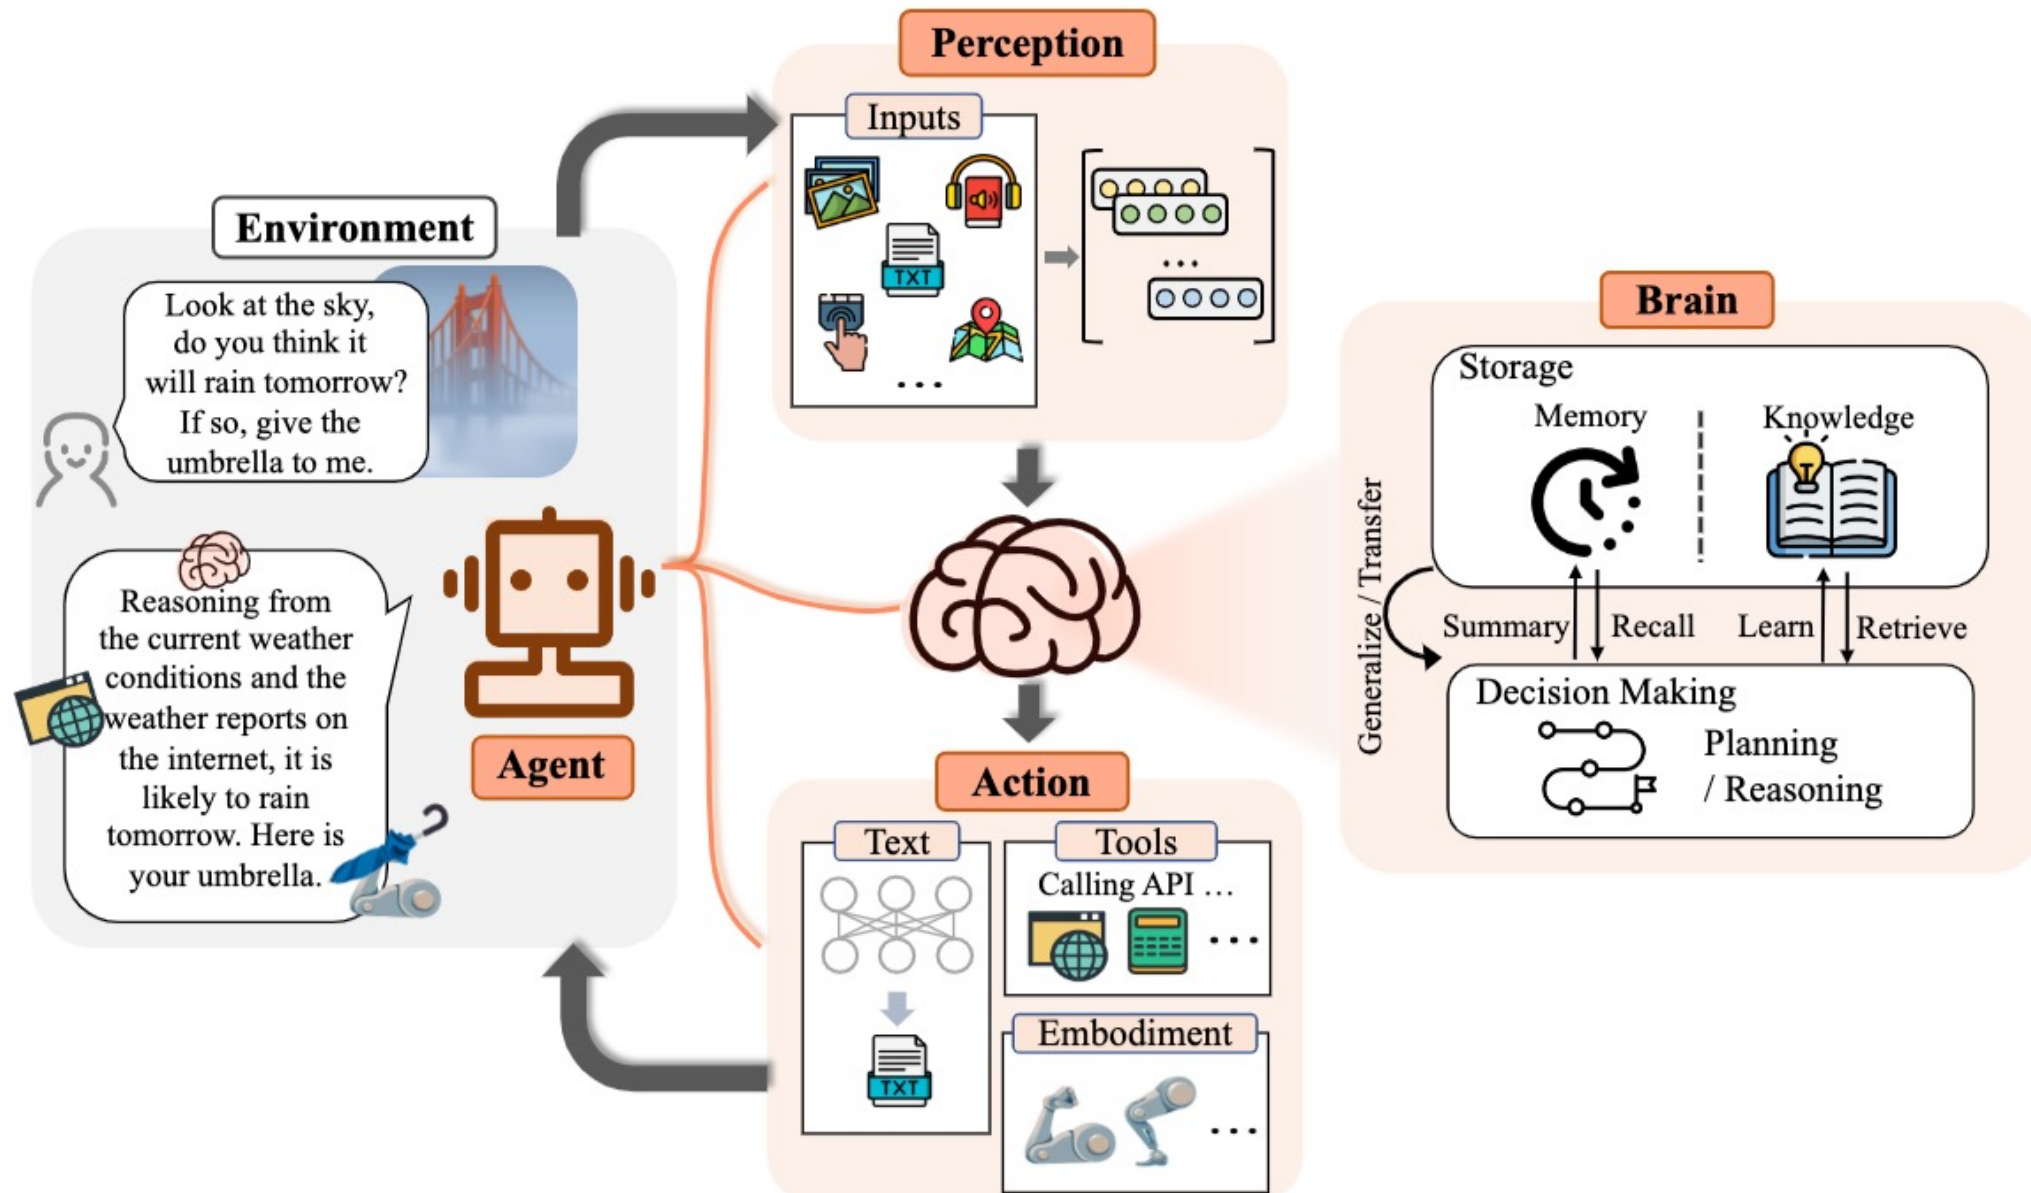 Perception
Inputs
TXT
...
...
Environment
Look at the sky,
do you think it
will rain tomorrow?
If so, give the
umbrella to me.
Reasoning from
the current weather
conditions and the
weather reports on
the internet, it is
likely to rain
tomorrow. Here is
your umbrella.
Agent
Brain
Storage
Memory
Knowledge
Generalize / Transfer
Summary
Recall
Learn
Retrieve
Decision Making
Planning
/ Reasoning
Action
Text
TXT
Tools
Calling API ...
...
Embodiment
...